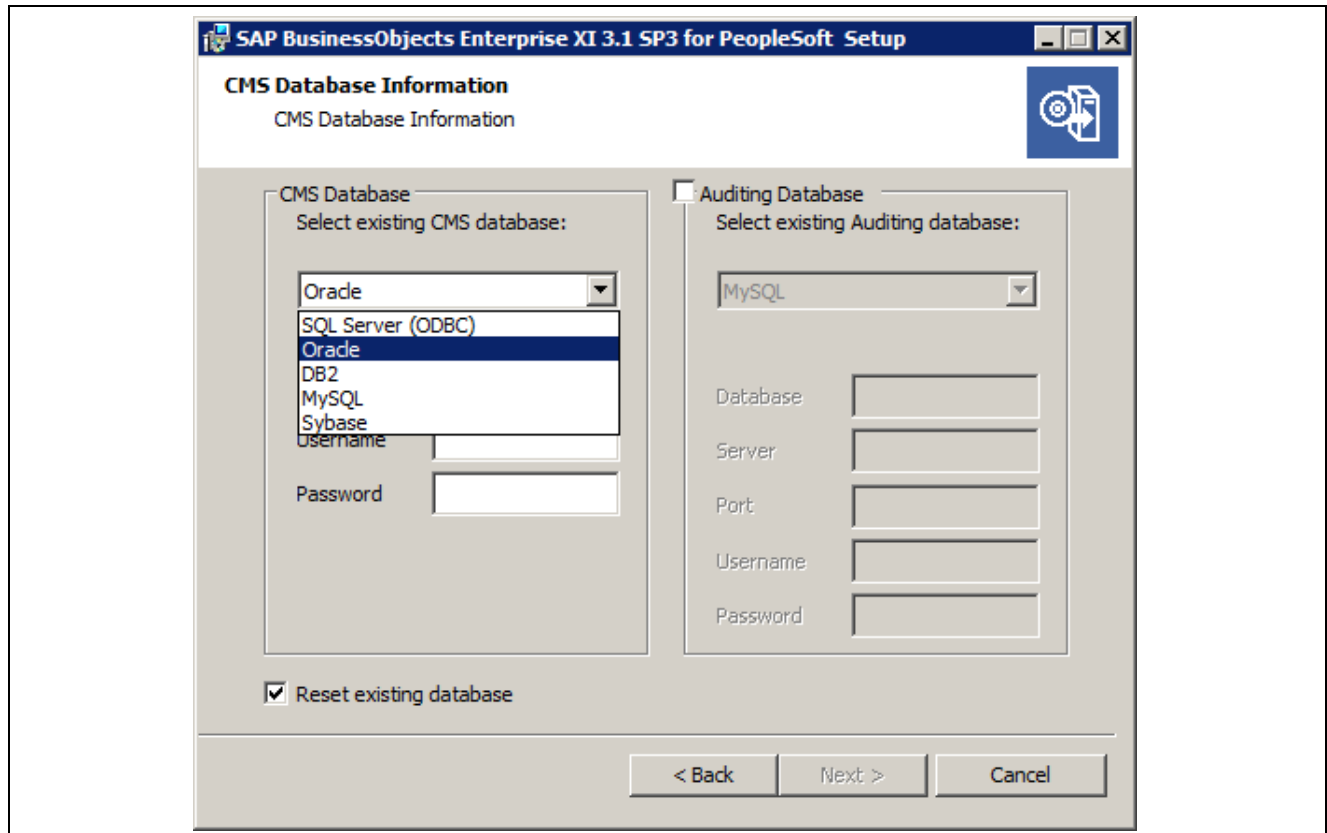 SAP BusinessObjects Enterprise XI 3.1 SP3 for PeopleSoft Setup
CMS Database Information
CMS Database Information
CMS Database
Select existing CMS database:
Oracle
SQL Server (ODBC)
Oracle
DB2
MySQL
Sybase
Username
Password
Auditing Database
Select existing Auditing database:
MySQL
Database
Server
Port
Username
Password
Reset existing database
< Back
Next >
Cancel